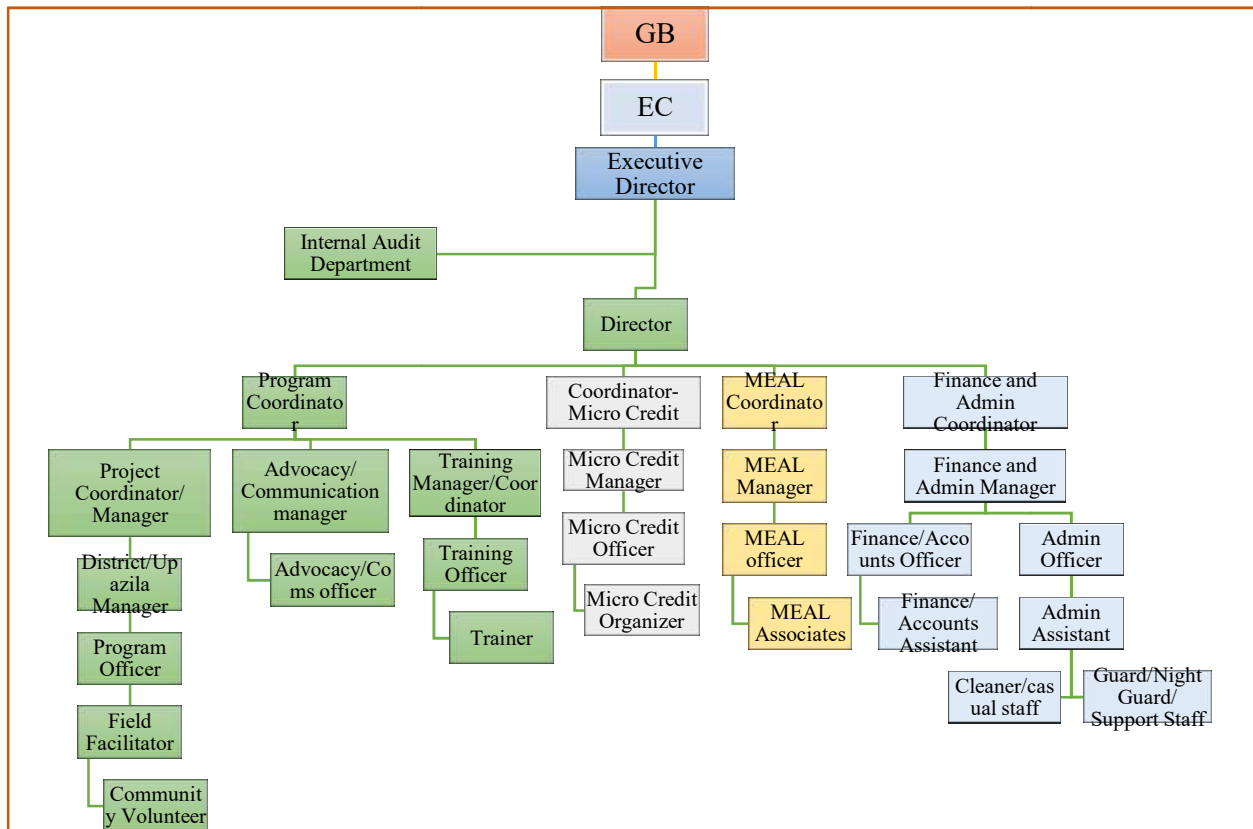 GB
EC
Executive
Director
Internal Audit
Department
Director
Program
Coordinato
r
Coordinator-
Micro Credit
MEAL
Coordinato
r
Finance and
Admin
Coordinator
Project
Coordinator/
Manager
Advocacy/
Communication
manager
Training
Manager/Coor
dinator
Micro Credit
Manager
MEAL
Manager
Finance and
Admin Manager
District/Up
azila
Manager
Advocacy/Co
ms officer
Training
Officer
Micro Credit
Officer
MEAL
officer
Finance/Acco
unts Officer
Admin
Officer
Program
Officer
Trainer
Micro Credit
Organizer
MEAL
Associates
Finance/
Accounts
Assistant
Admin
Assistant
Field
Facilitator
Cleaner/cas
ual staff
Guard/Night
Guard/
Support Staff
Communit
y Volunteer